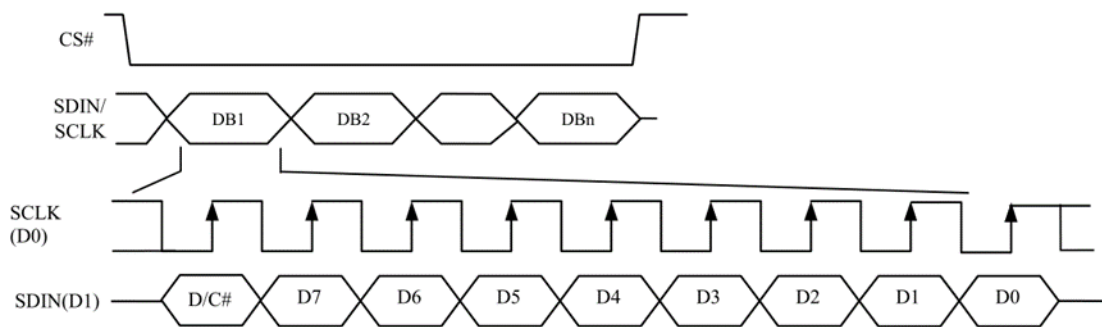 CS#
SDIN/
SCLK
DB1 DB2 DBn
SCLK
(D0)
SDIN(D1) D/C# D7 D6 D5 D4 D3 D2 D1 D0